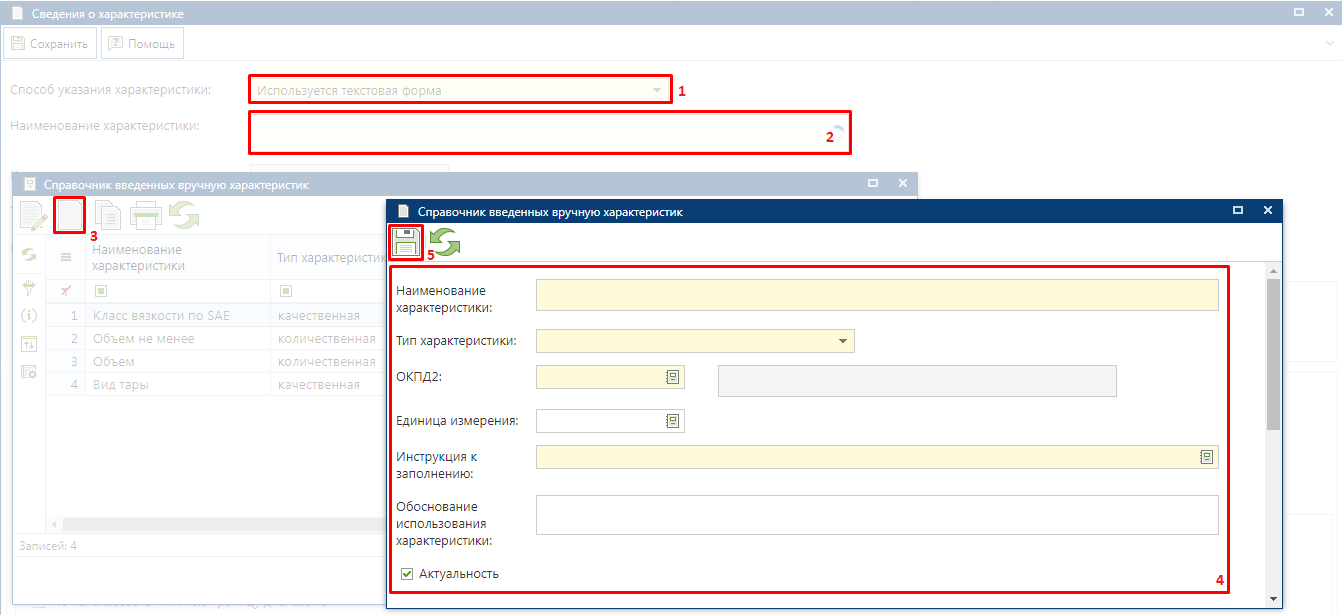 Сведения о характеристике
Сохранить
Помощь
Способ указания характеристики:
Используется текстовая форма
1
Наименование характеристики:
2
Справочник введенных вручную характеристик
3
Наименование
характеристики
Тип характеристик
1 Класс вязкости по SAE качественная
2 Объем не менее количественная
3 Объем количественная
4 Вид тары качественная
Записей: 4
Справочник введенных вручную характеристик
5
Наименование
характеристики:
Тип характеристики:
ОКПД2:
Единица измерения:
Инструкция к
заполнению:
Обоснование
использования
характеристики:
Актуальность
4